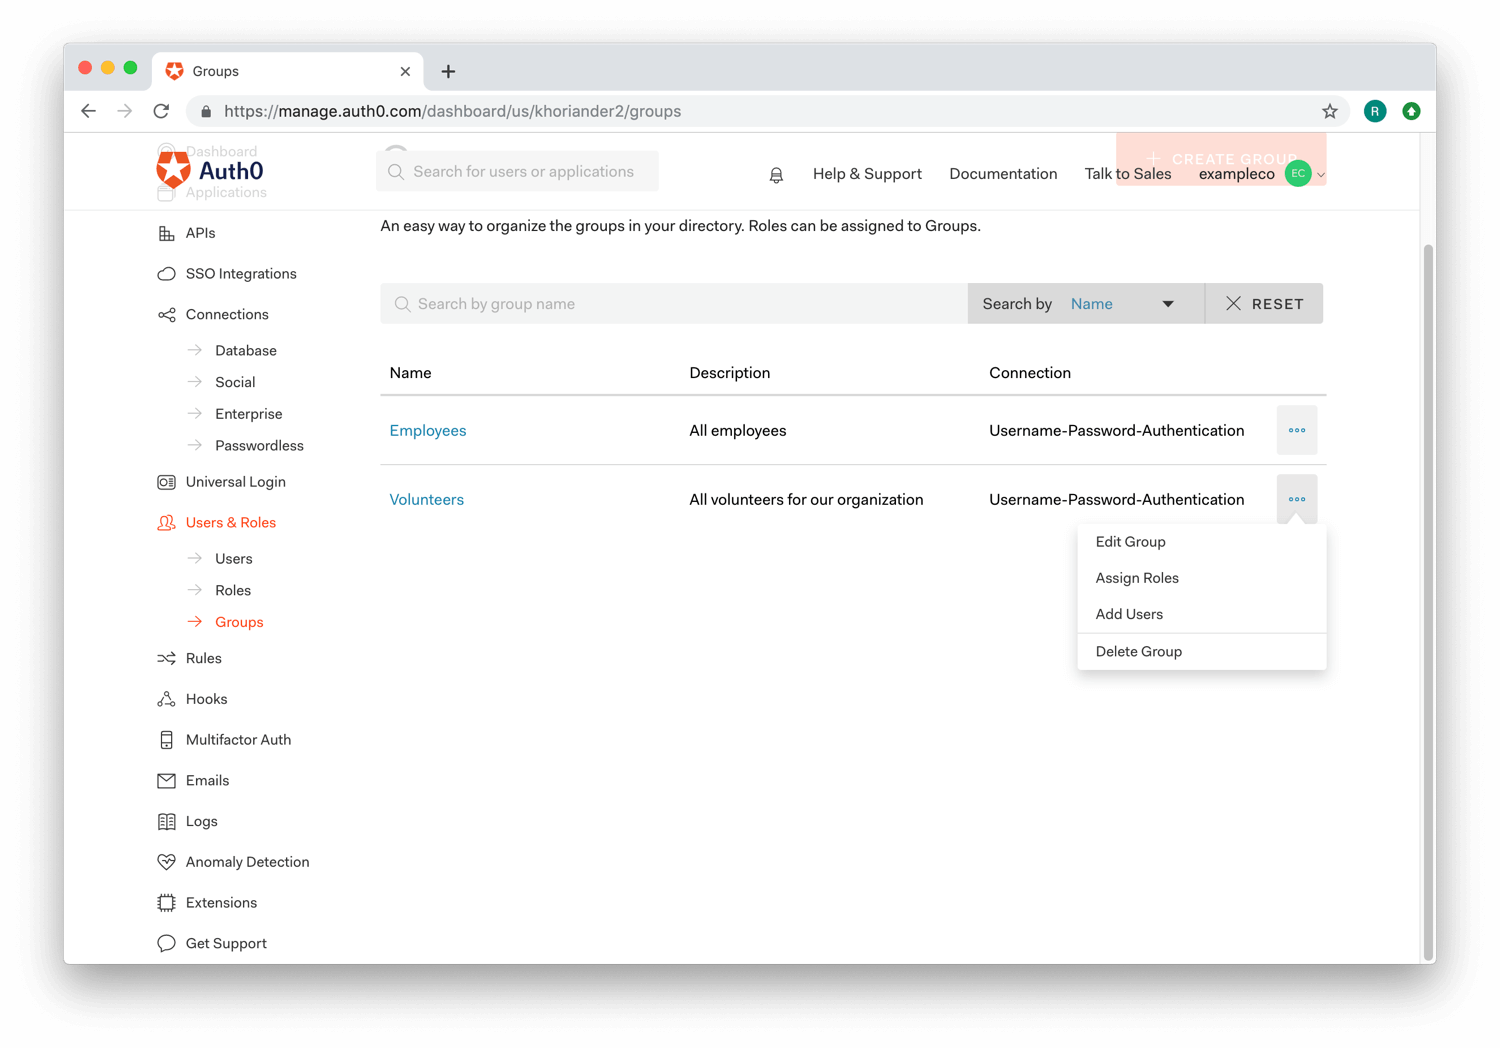 Groups
https://manage.auth0.com/dashboard/us/khoriander2/groups
R
Dashboard
Auth0
Applications
Search for users or applications
Help & Support
Documentation
Talk to Sales
CREATE GROUP
exampleco
EC
An easy way to organize the groups in your directory. Roles can be assigned to Groups.
APIs
SSO Integrations
Connections
Database
Social
Enterprise
Passwordless
Universal Login
Users & Roles
Users
Roles
Groups
Rules
Hooks
Multifactor Auth
Emails
Logs
Anomaly Detection
Extensions
Get Support
Search by group name
Search by Name
RESET
Name Description Connection
Employees All employees Username-Password-Authentication
Volunteers All volunteers for our organization Username-Password-Authentication
Edit Group
Assign Roles
Add Users
Delete Group